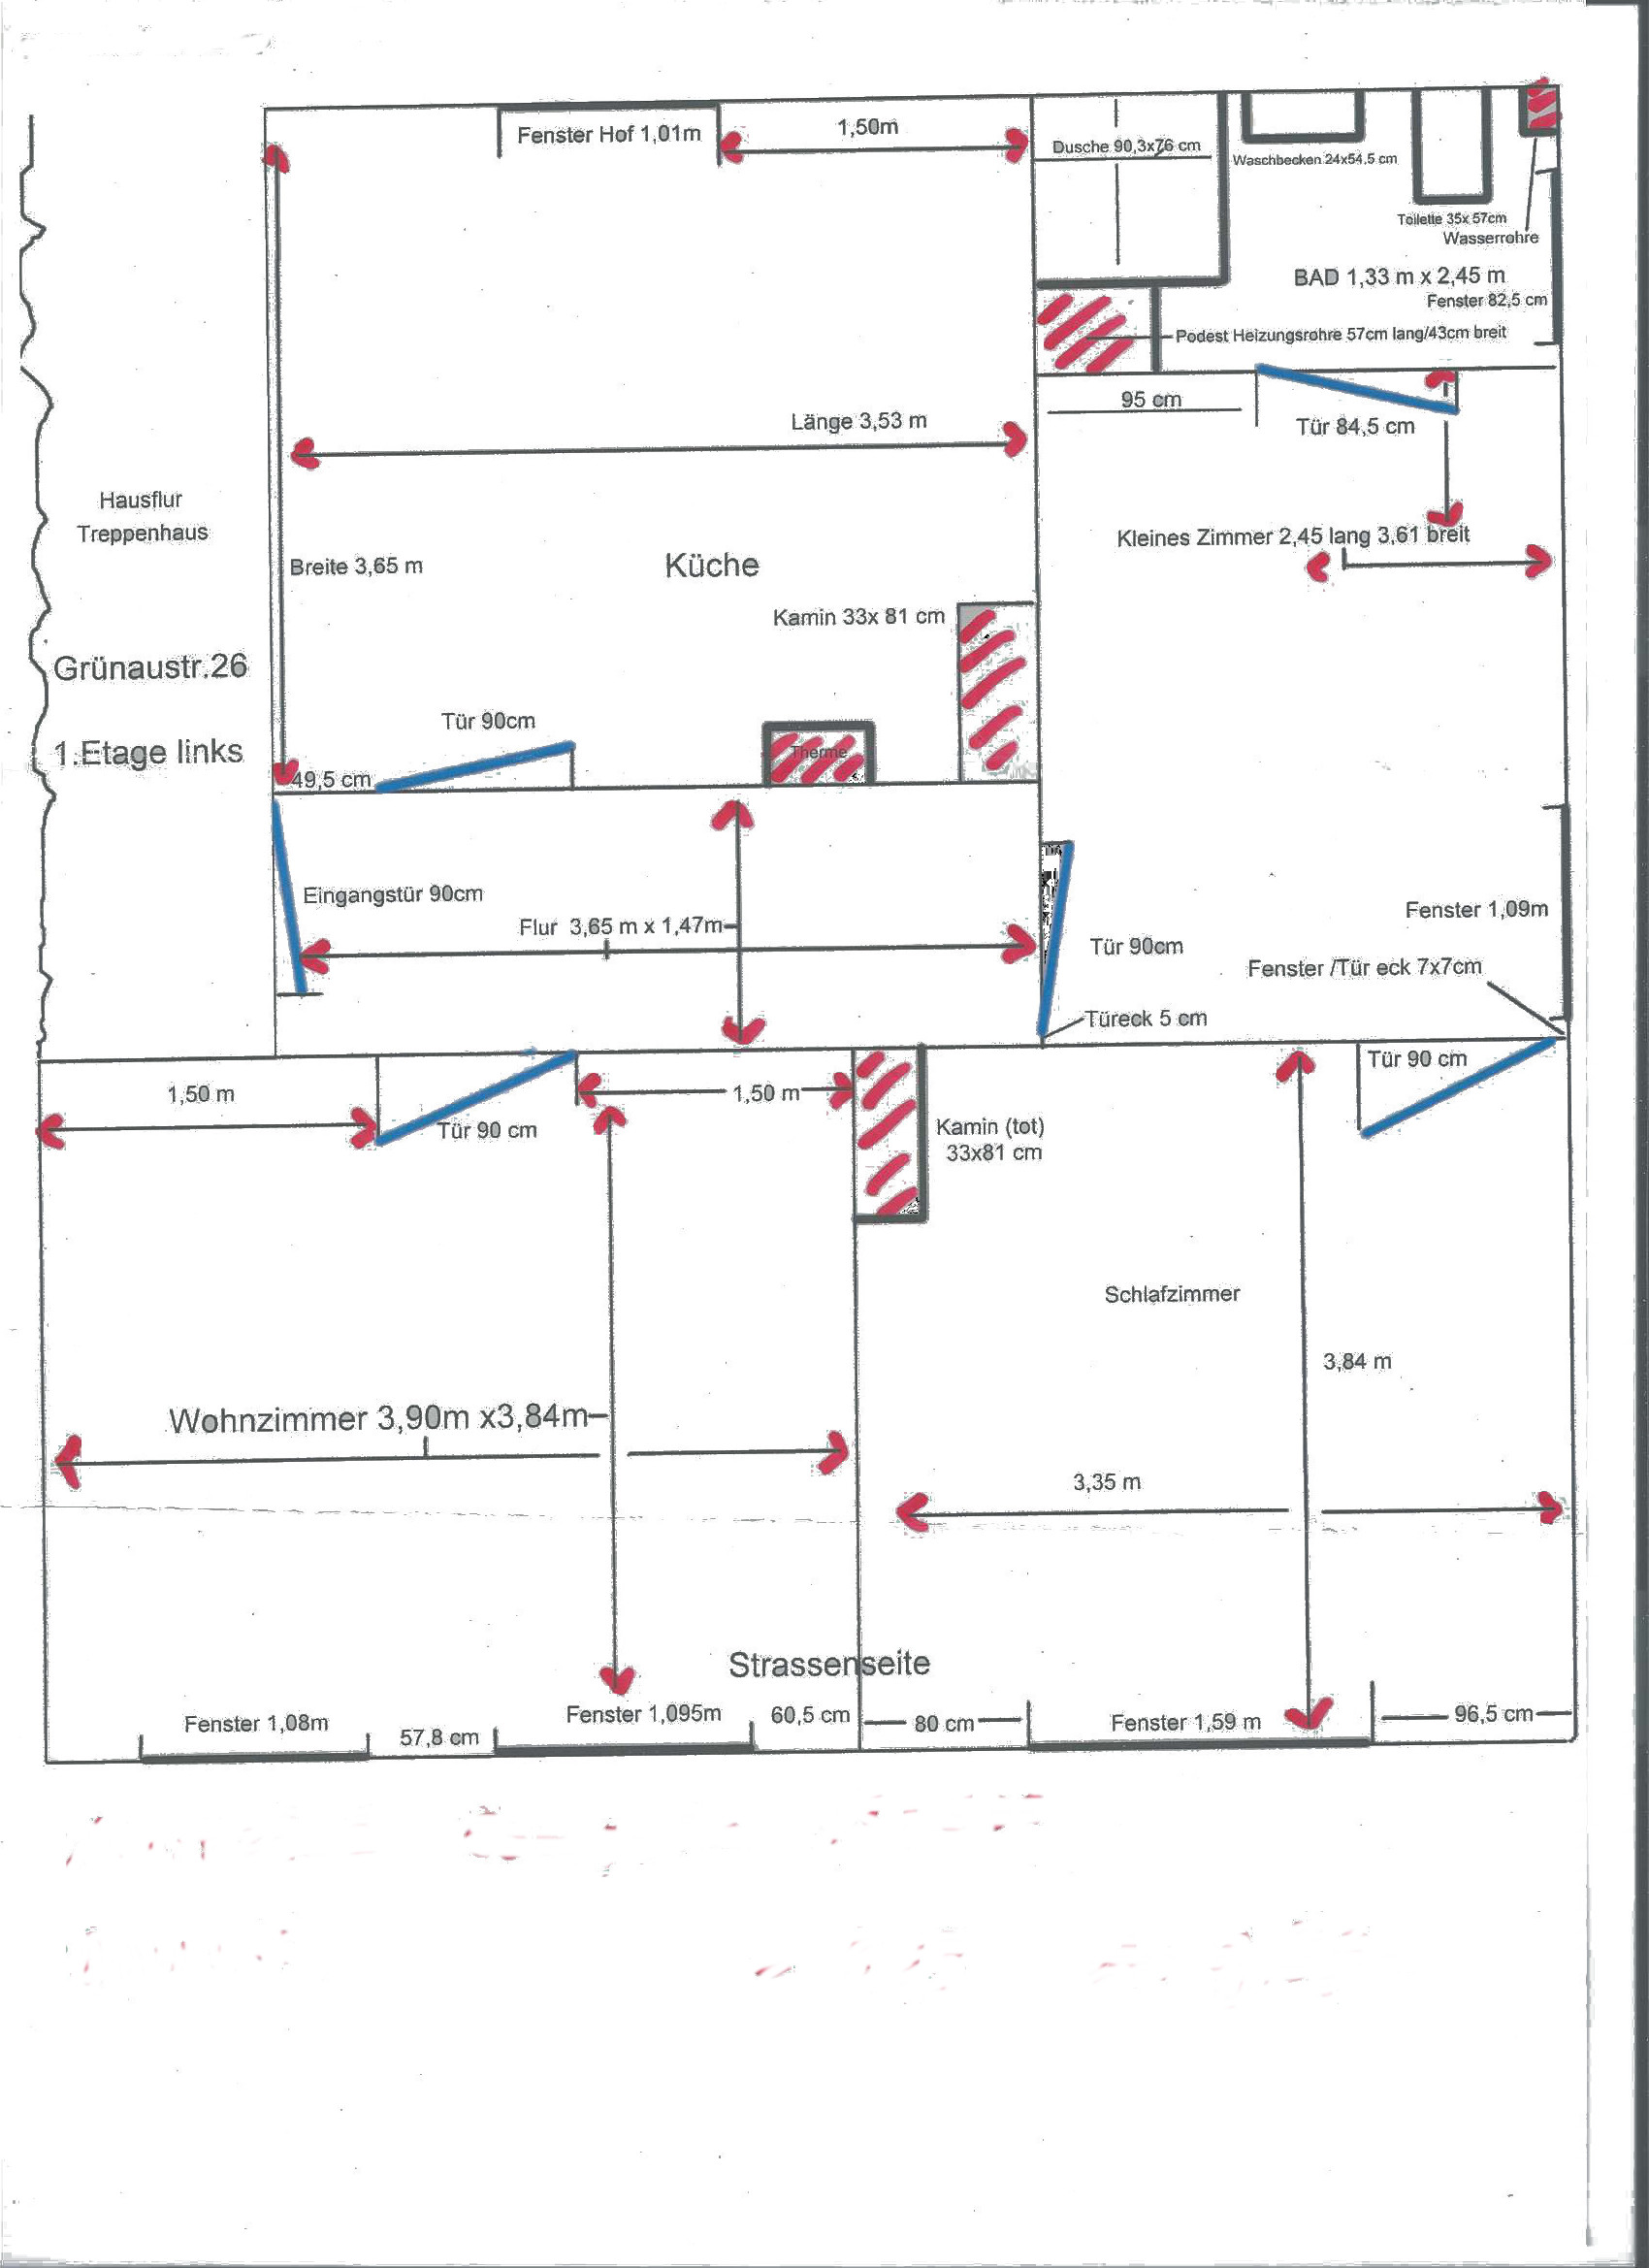 Fenster Hof 1,01m
1,50m
Dusche 90,3x76 cm
Waschbecken 24x54,5 cm
Toilette 35x 57cm
Wasserrohre
BAD 1,33 m x 2,45 m
Fenster 82,5 cm
Podest Heizungsrohre 57cm lang/43cm breit
95 cm
Tür 84,5 cm
Länge 3,53 m
Hausflur
Treppenhaus
Kleines Zimmer 2,45 lang 3,61 breit
Breite 3,65 m
Küche
Kamin 33x 81 cm
Grünaustr.26
1.Etage links
Tür 90cm
Therme
49,5 cm
Eingangstür 90cm
Flur 3,65 m x 1,47m
Tür 90cm
Fenster 1,09m
Fenster /Tür eck 7x7cm
Türeck 5 cm
1,50 m
Tür 90 cm
1,50 m
Kamin (tot)
33x81 cm
Tür 90 cm
Schlafzimmer
3,84 m
Wohnzimmer 3,90m x3,84m
3,35 m
Strassenseite
Fenster 1,08m
57,8 cm
Fenster 1,095m
60,5 cm
80 cm
Fenster 1,59 m
96,5 cm